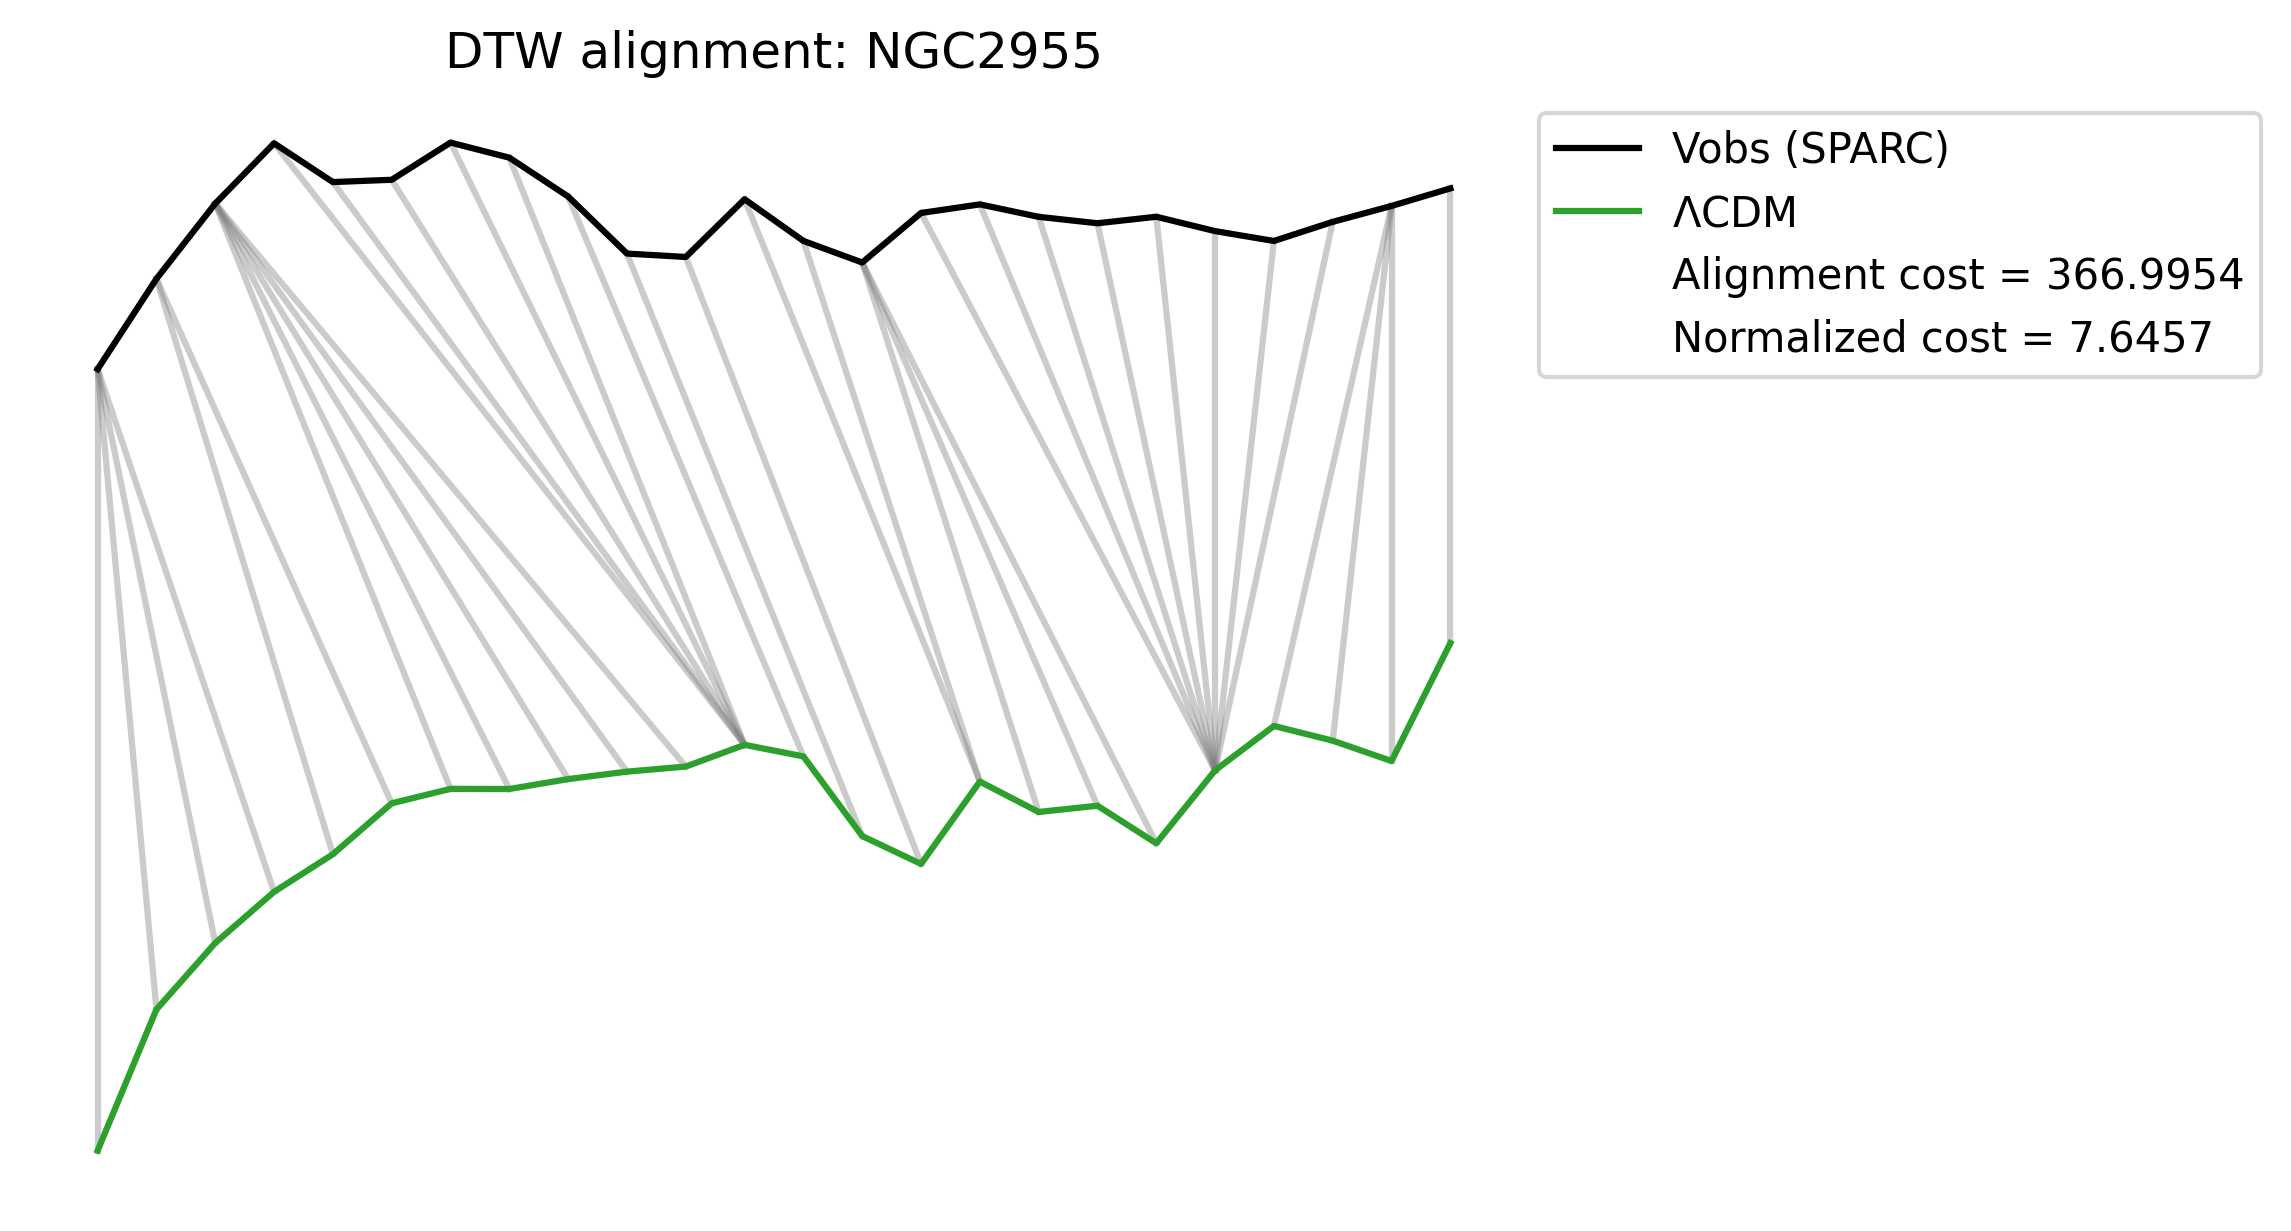 DTW alignment: NGC2955
Vobs (SPARC)
ΛCDM
Alignment cost = 366.9954
Normalized cost = 7.6457